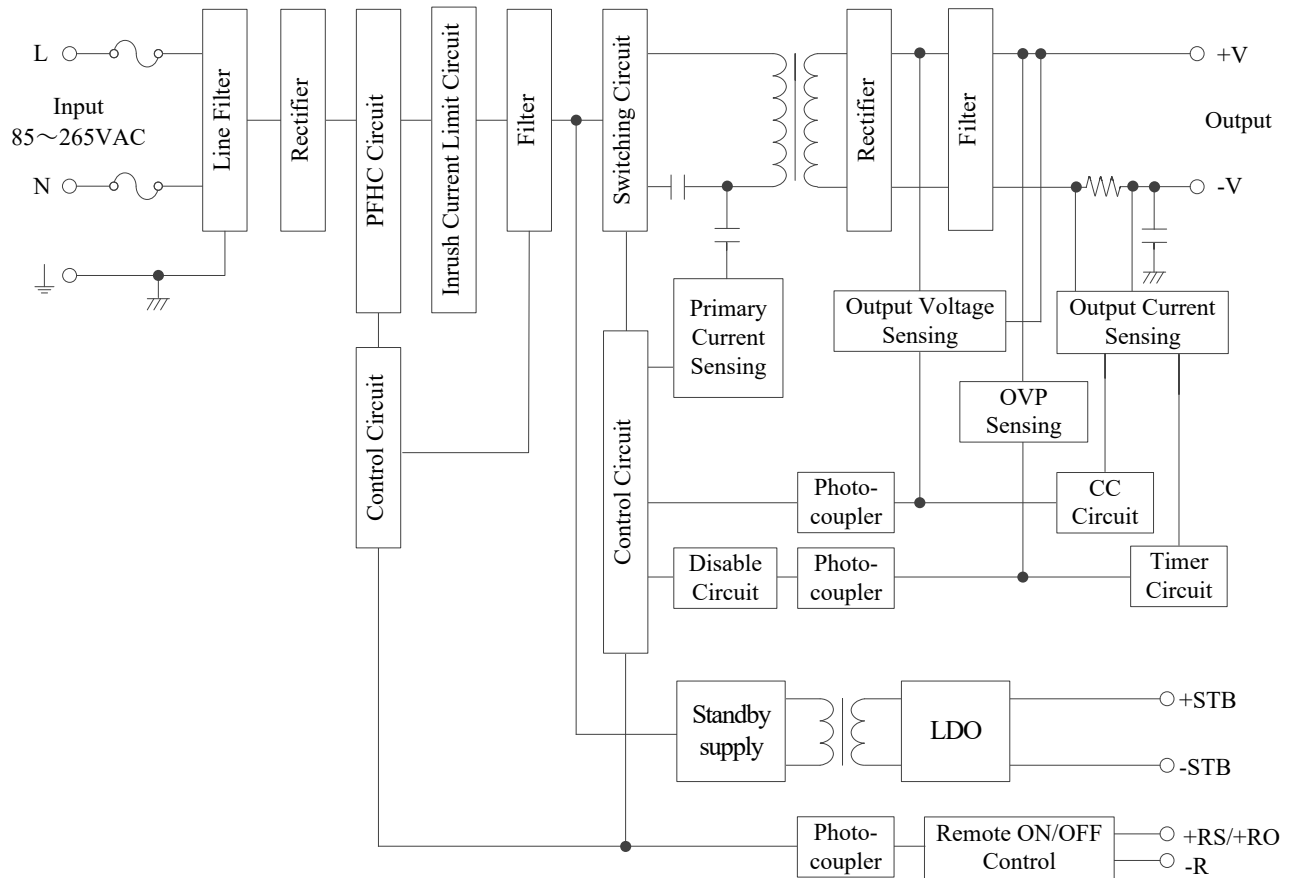 L
Input
85～265VAC
N
Line Filter
Rectifier
PFHC Circuit
Inrush Current Limit Circuit
Filter
Switching Circuit
Rectifier
Filter
+V
Output
-V
Control Circuit
Control Circuit
Primary
Current
Sensing
Output Voltage
Sensing
Output Current
Sensing
OVP
Sensing
Photo-
coupler
CC
Circuit
Disable
Circuit
Photo-
coupler
Timer
Circuit
Standby
supply
LDO
+STB
-STB
Photo-
coupler
Remote ON/OFF
Control
+RS/+RO
-R